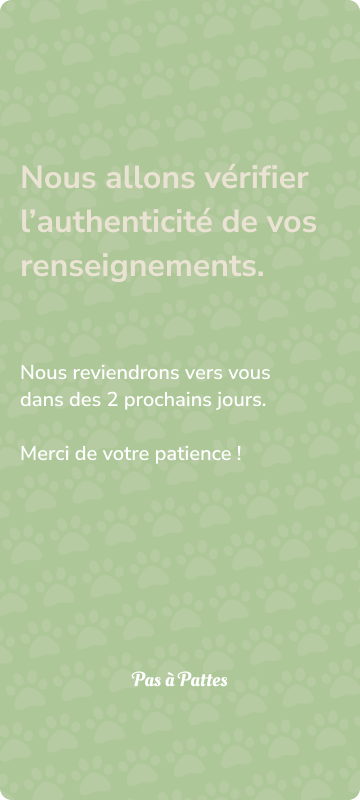 Nous allons vérifier
l’authenticité de vos
renseignements.
Nous reviendrons vers vous
dans des 2 prochains jours.
Merci de votre patience !
Pas à Pattes